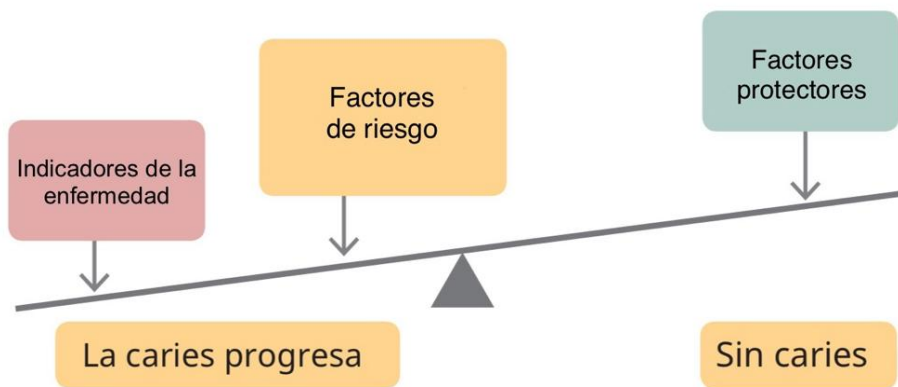 Indicadores de la
enfermedad
Factores
de riesgo
Factores
protectores
La caries progresa
Sin caries